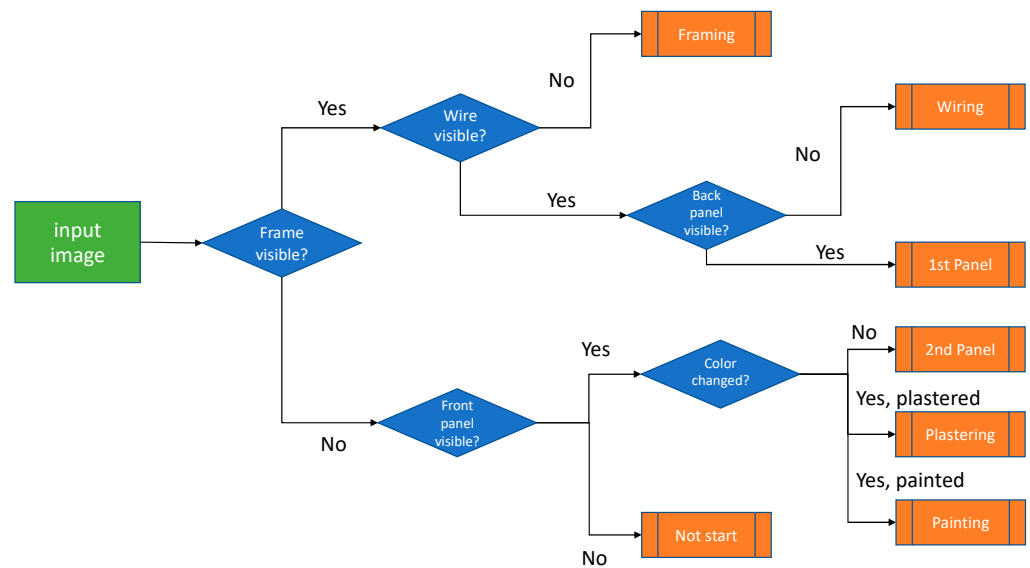 Framing
No
Yes
Wire
visible?
Wiring
No
Yes
Back
panel
visible?
input
image
Frame
visible?
Yes
1st Panel
No
2nd Panel
Yes
Color
changed?
Yes, plastered
Front
panel
visible?
No
Plastering
Yes, painted
Painting
Not start
No